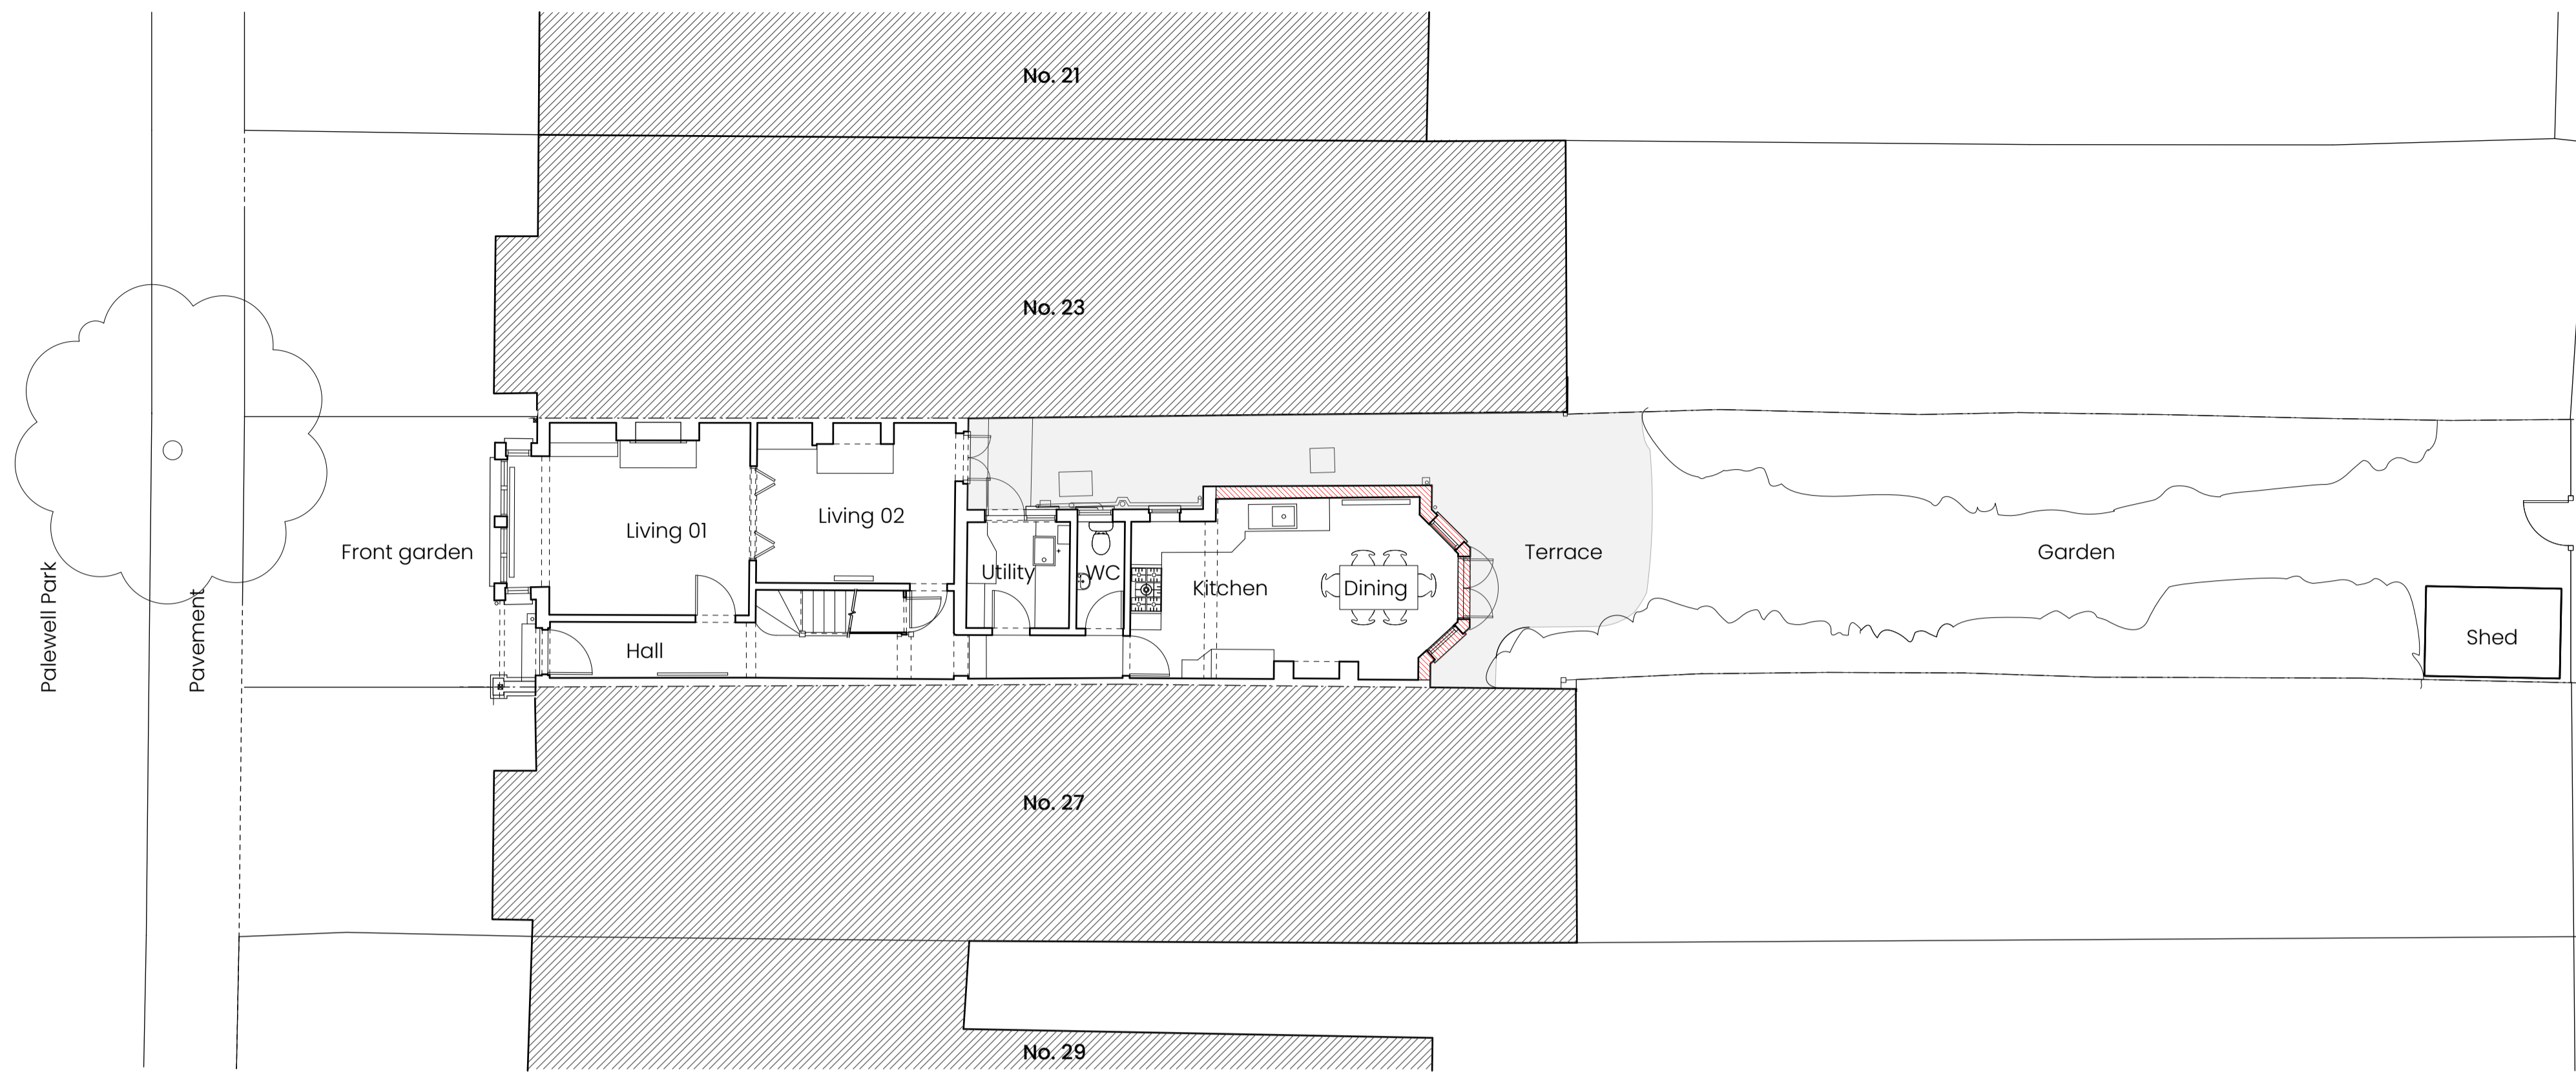 No. 21
No. 23
Living 01
Living 02
Front garden
Terrace
Garden
Utility
WC
Kitchen
Dining
Palewell Park
Pavement
Hall
Shed
No. 27
No. 29